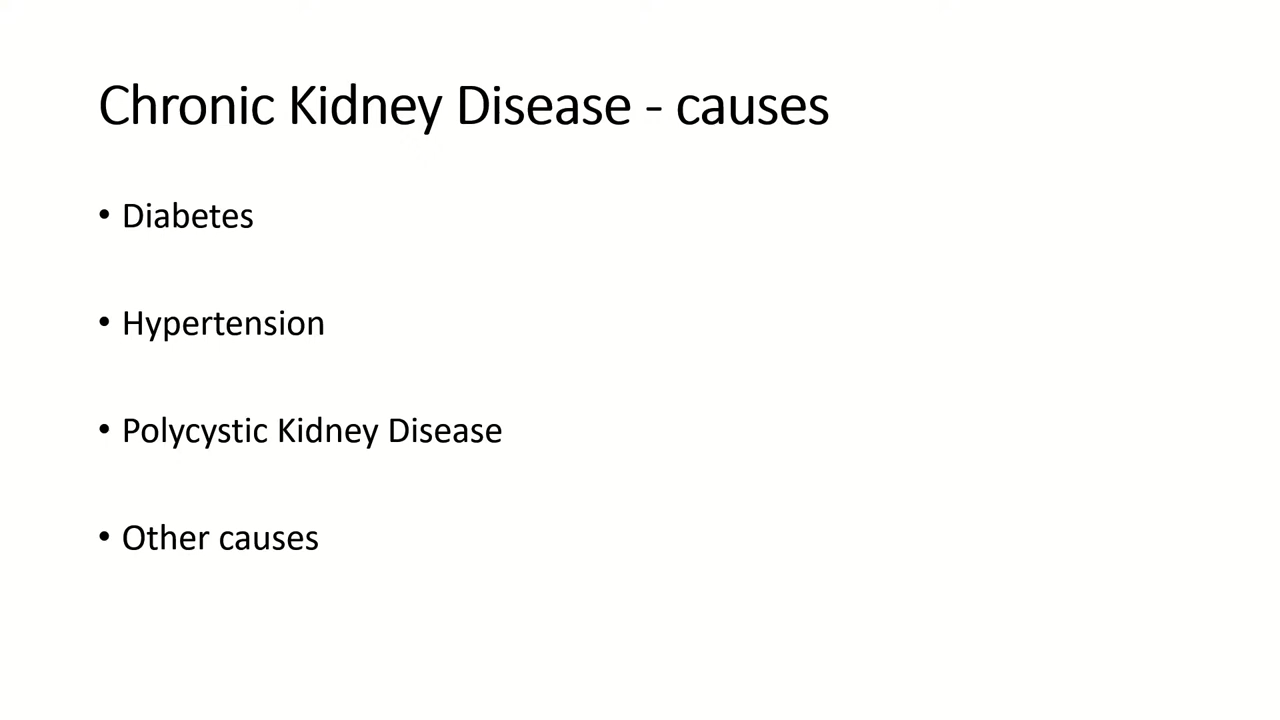 Chronic Kidney Disease - causes
• Diabetes
• Hypertension
• Polycystic Kidney Disease
• Other causes